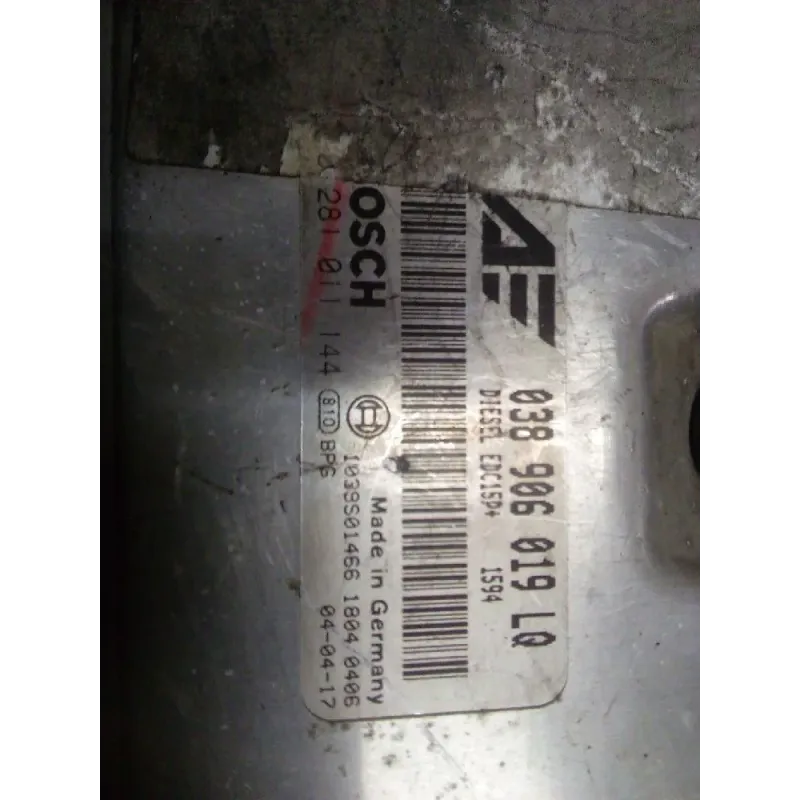 038 906 019 LQ
DIESEL EDC15P+ 1594
OSCH
281 011 144
810 BPG
Made in Germany
1039S01466 1804 0406
04-04-17